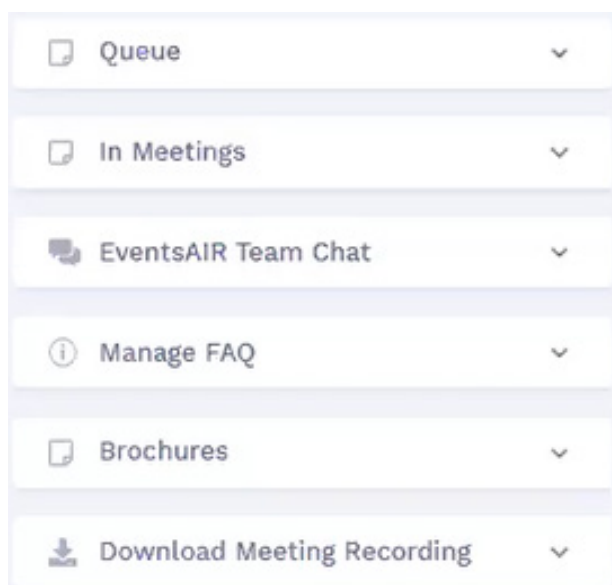 Queue
In Meetings
EventsAIR Team Chat
Manage FAQ
Brochures
Download Meeting Recording